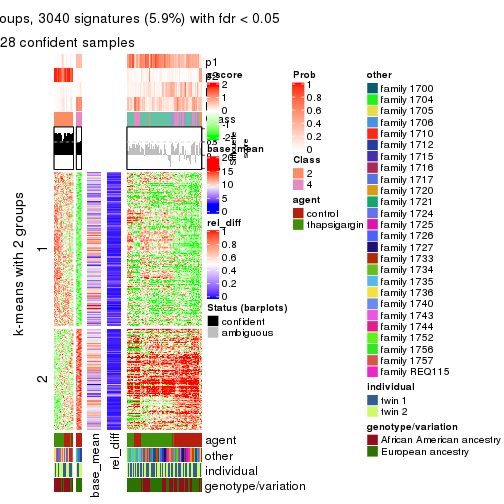 oups, 3040 signatures (5.9%) with fdr < 0.05
28 confident samples
p1
z-score
2
1
-1
-2
base_mean
20
15
10
5
0
rel_diff
1
0.8
0.6
0.4
0.2
0
Status (barplots)
confident
ambiguous
Prob
1
0.8
0.6
0.4
0.2
0
Class
2
4
agent
control
thapsigargin
other
family 1700
family 1704
family 1705
family 1706
family 1710
family 1712
family 1715
family 1716
family 1717
family 1720
family 1721
family 1724
family 1725
family 1726
family 1727
family 1733
family 1734
family 1735
family 1736
family 1740
family 1743
family 1744
family 1752
family 1756
family 1757
family REQ115
individual
twin 1
twin 2
genotype/variation
African American ancestry
European ancestry
k-means with 2 groups
1
2
base_mean
rel_diff
agent
other
individual
genotype/variation